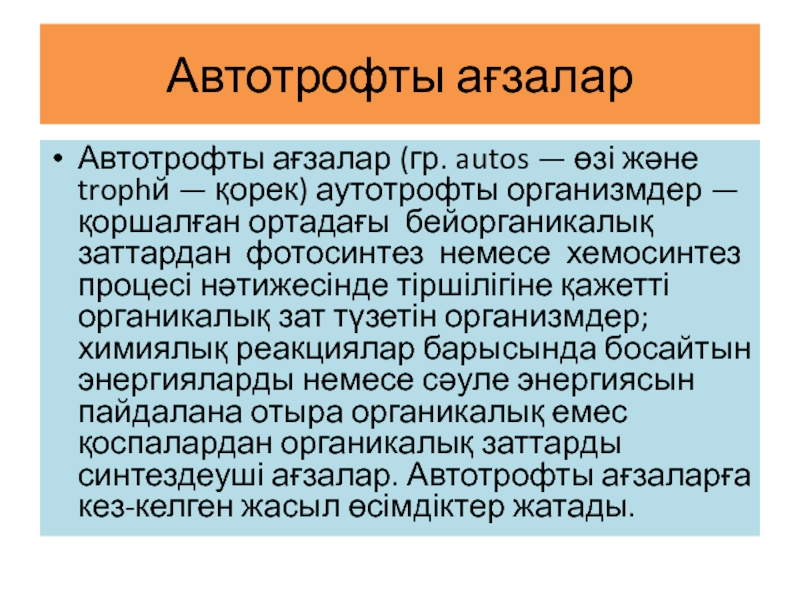 Автотрофты ағзалар
• Автотрофты ағзалар (гр. autos — өзі және
trophй — қорек) аутотрофты организмдер —
қоршалған ортадағы бейорганикалық
заттардан фотосинтез немесе хемосинтез
процесі нәтижесінде тіршілігіне қажетті
органикалық зат түзетін организмдер;
химиялық реакциялар барысында босайтын
энергияларды немесе сәуле энергиясын
пайдалана отыра органикалық емес
қоспалардан органикалық заттарды
синтездеуші ағзалар. Автотрофты ағзаларға
кез-келген жасыл өсімдіктер жатады.